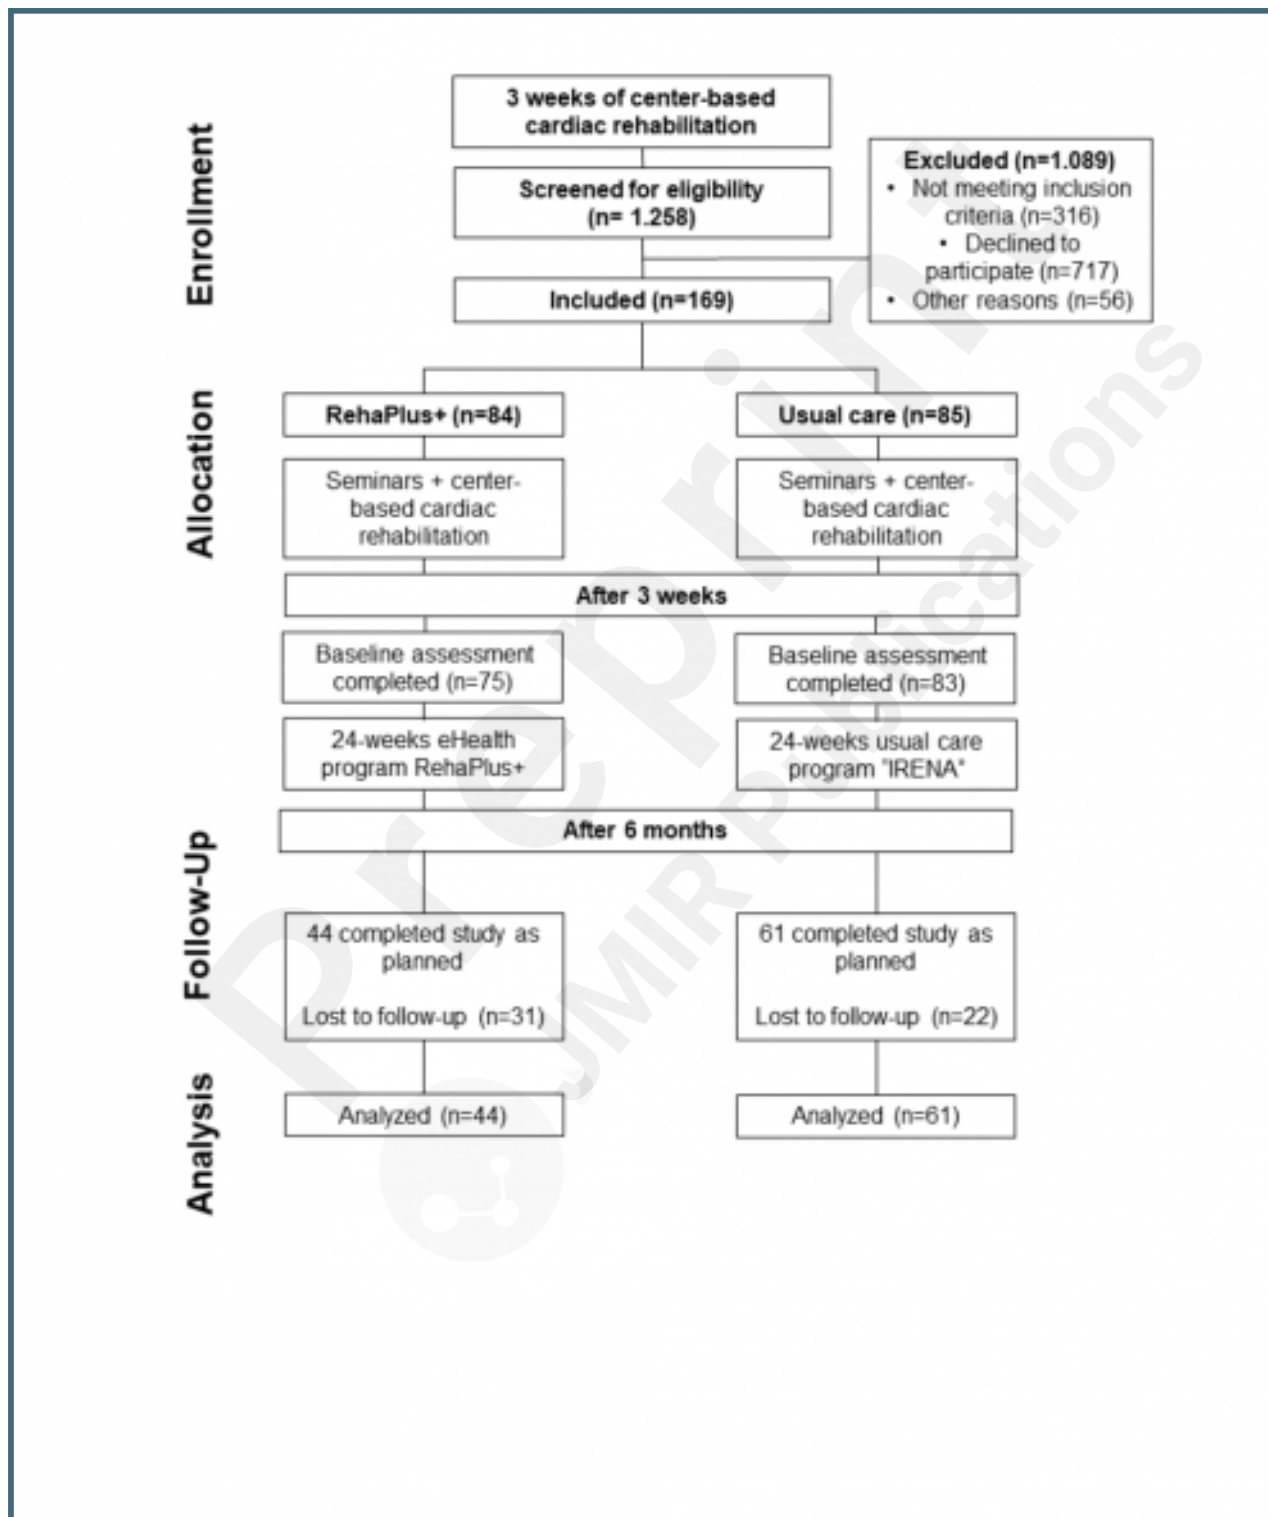 Enrollment
3 weeks of center-based
cardiac rehabilitation
Screened for eligibility
(n= 1.258)
Excluded (n=1.089)
• Not meeting inclusion
criteria (n=316)
• Declined to
participate (n=717)
• Other reasons (n=56)
Included (n=169)
Allocation
RehaPlus+ (n=84)
Usual care (n=85)
Seminars + center-
based cardiac
rehabilitation
Seminars + center-
based cardiac
rehabilitation
After 3 weeks
Baseline assessment
completed (n=75)
Baseline assessment
completed (n=83)
24-weeks eHealth
program RehaPlus+
24-weeks usual care
program "IRENA"
After 6 months
Follow-Up
44 completed study as
planned
Lost to follow-up (n=31)
61 completed study as
planned
Lost to follow-up (n=22)
Analysis
Analyzed (n=44)
Analyzed (n=61)
Preprint
JMIR Publications